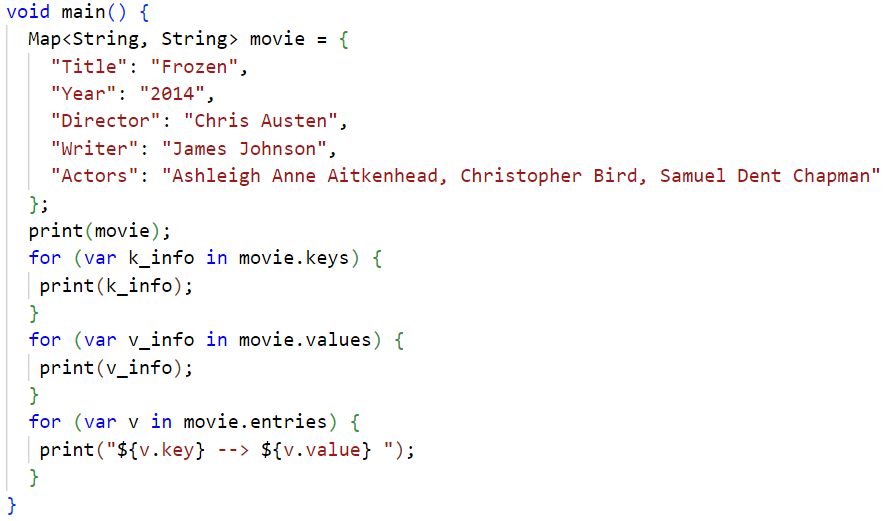 void main() {
  Map<String, String> movie = {
    "Title": "Frozen",
    "Year": "2014",
    "Director": "Chris Austen",
    "Writer": "James Johnson",
    "Actors": "Ashleigh Anne Aitkenhead, Christopher Bird, Samuel Dent Chapman"
  };
  print(movie);
  for (var k_info in movie.keys) {
   print(k_info);
  }
  for (var v_info in movie.values) {
   print(v_info);
  }
  for (var v in movie.entries) {
   print("${v.key} --> ${v.value} ");
  }
}